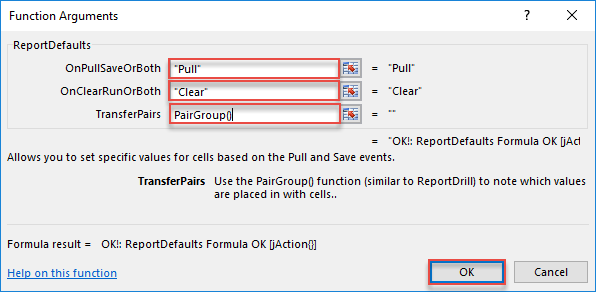 Function Arguments
ReportDefaults
OnPullSaveOrBoth "Pull" = "Pull"
OnClearRunOrBoth "Clear" = "Clear"
TransferPairs PairGroup() = ""
= "OK!: ReportDefaults Formula OK [jAct
Allows you to set specific values for cells based on the Pull and Save events.
TransferPairs Use the PairGroup() function (similar to ReportDrill) to note which values
are placed in with cells..
Formula result = OK!: ReportDefaults Formula OK [jAction{}]
Help on this function
OK Cancel